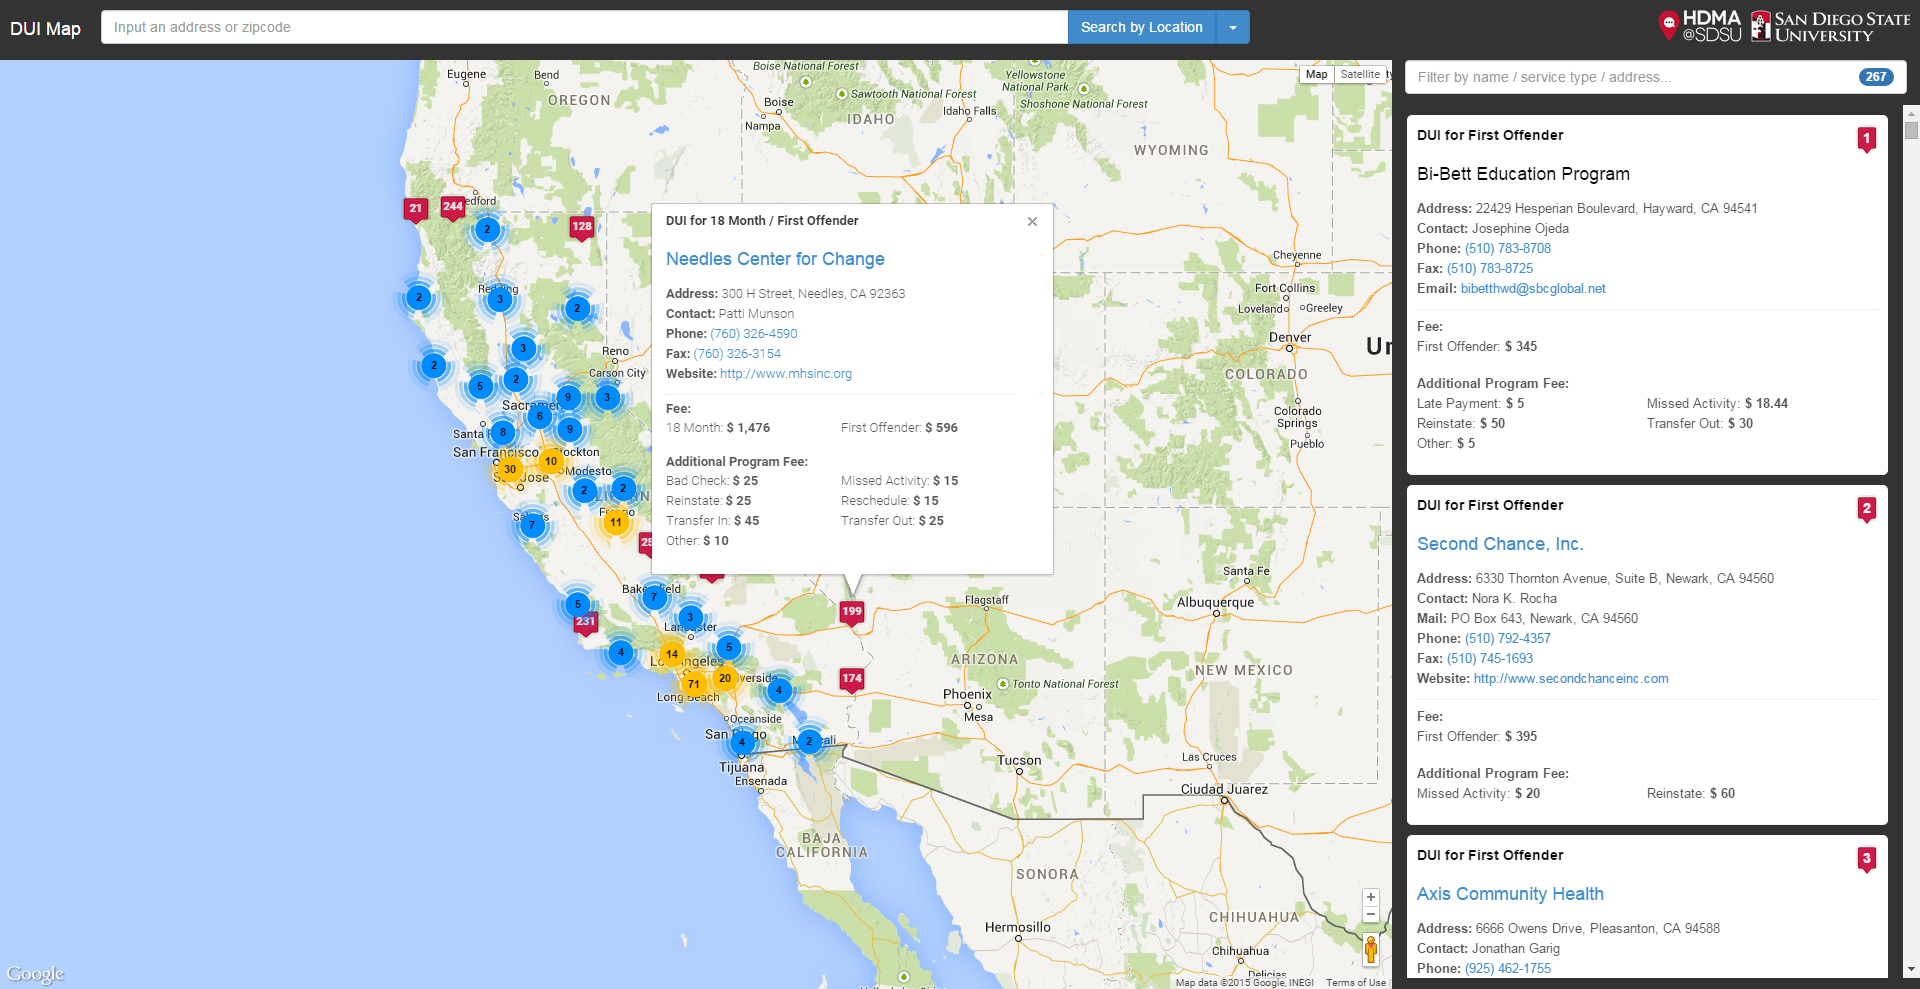 DUI Map
Input an address or zipcode
Search by Location
HDMA
@SDSU
SAN DIEGO STATE
UNIVERSITY
Map
Satellite
Filter by name / service type / address...
267
Eugene
Bend
OREGON
Boise National Forest
Boise
Nampa
Sawtooth National Forest
IDAHO
Idaho Falls
Yellowstone
National Park
Shoshone National Forest
WYOMING
21
244
edford
2
128
2
Redding
3
2
3
2
5
2
Reno
Carson City
9
3
Sacrame
6
8
9
Santa
San Francisco
10
ockton
30
Modesto
San Jose
2
2
Fresno
11
Salinas
7
25
DUI for 18 Month / First Offender
Needles Center for Change
Address: 300 H Street, Needles, CA 92363
Contact: Patti Munson
Phone: (760) 326-4590
Fax: (760) 326-3154
Website: http://www.mhsinc.org
Fee:
18 Month: $ 1,476
First Offender: $ 596
Additional Program Fee:
Bad Check: $ 25
Missed Activity: $ 15
Reinstate: $ 25
Reschedule: $ 15
Transfer In: $ 45
Transfer Out: $ 25
Other: $ 10
Cheyenne
Fort Collins
Loveland
Greeley
Denver
Un
COLORADO
Colorado
Springs
Pueblo
Santa Fe
Albuquerque
Flagstaff
Bakersfield
7
5
231
3
Lancaster
199
4
14
5
Los Angeles
71
20
iverside
Long Beach
4
174
ARIZONA
Tonto National Forest
NEW MEXICO
Phoenix
Mesa
Oceanside
San Diego
4
2
Mexicali
Tijuana
Ensenada
Tucson
Las Cruces
Ciudad Juarez
BAJA
CALIFORNIA
SONORA
CHIHUAHUA
Hermosillo
Chihuahua
Delicias
Google
Map data ©2015 Google, INEGI
Terms of Use
DUI for First Offender
1
Bi-Bett Education Program
Address: 22429 Hesperian Boulevard, Hayward, CA 94541
Contact: Josephine Ojeda
Phone: (510) 783-8708
Fax: (510) 783-8725
Email: bibetthwd@sbcglobal.net
Fee:
First Offender: $ 345
Additional Program Fee:
Late Payment: $ 5
Missed Activity: $ 18.44
Reinstate: $ 50
Transfer Out: $ 30
Other: $ 5
DUI for First Offender
2
Second Chance, Inc.
Address: 6330 Thornton Avenue, Suite B, Newark, CA 94560
Contact: Nora K. Rocha
Mail: PO Box 643, Newark, CA 94560
Phone: (510) 792-4357
Fax: (510) 745-1693
Website: http://www.secondchanceinc.com
Fee:
First Offender: $ 395
Additional Program Fee:
Missed Activity: $ 20
Reinstate: $ 60
DUI for First Offender
3
Axis Community Health
Address: 6666 Owens Drive, Pleasanton, CA 94588
Contact: Jonathan Garig
Phone: (925) 462-1755